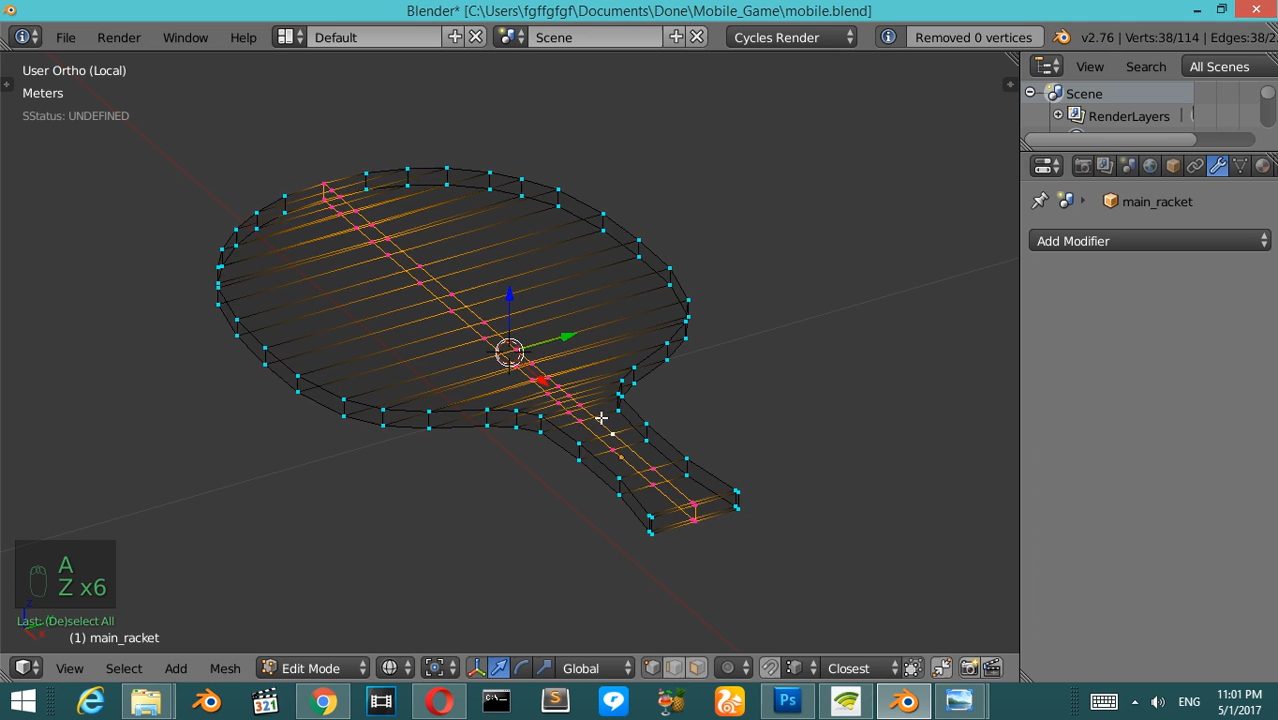 Blender* [C:\Users\fgffgfgf\Documents\Done\Mobile_Game\mobile.blend]
File Render Window Help Default Scene Cycles Render Removed 0 vertices v2.76 | Verts:38/114 | Edges:38/2
User Ortho (Local)
Meters
SStatus: UNDEFINED
View Search All Scenes
Scene
RenderLayers
main_racket
Add Modifier
A
Z x6
Last: (De)select All
(1) main_racket
View Select Add Mesh Edit Mode Global Closest
321
Ps
ENG
11:01 PM
5/1/2017